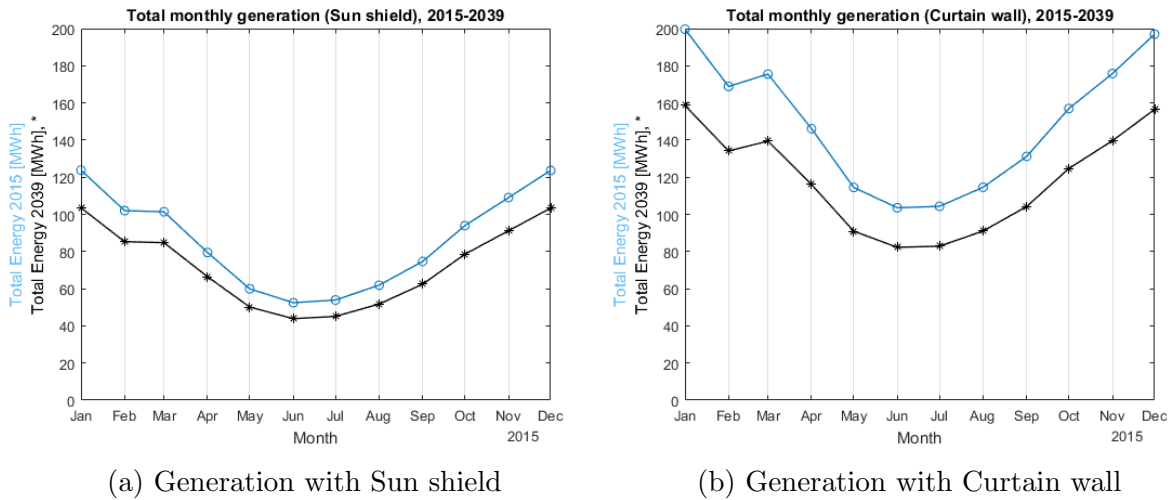 Total monthly generation (Sun shield), 2015-2039
Total Energy 2015 [MWh]
Total Energy 2039 [MWh], *
200
180
160
140
120
100
80
60
40
20
0
Jan Feb Mar Apr May Jun Jul Aug Sep Oct Nov Dec
Month
2015
(a) Generation with Sun shield
Total monthly generation (Curtain wall), 2015-2039
Total Energy 2015 [MWh]
Total Energy 2039 [MWh], *
200
180
160
140
120
100
80
60
40
20
0
Jan Feb Mar Apr May Jun Jul Aug Sep Oct Nov Dec
Month
2015
(b) Generation with Curtain wall